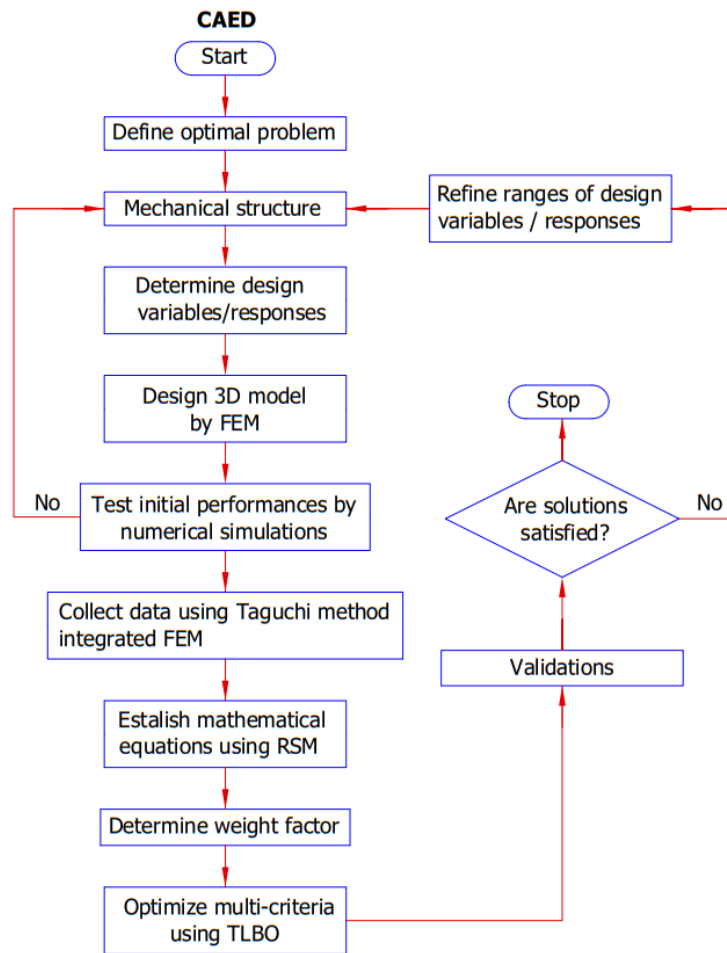 CAED
Start
Define optimal problem
Mechanical structure
Refine ranges of design
variables / responses
Determine design
variables/responses
Design 3D model
by FEM
Stop
No
Test initial performances by
numerical simulations
Are solutions
satisfied?
No
Collect data using Taguchi method
integrated FEM
Validations
Estalish mathematical
equations using RSM
Determine weight factor
Optimize multi-criteria
using TLBO